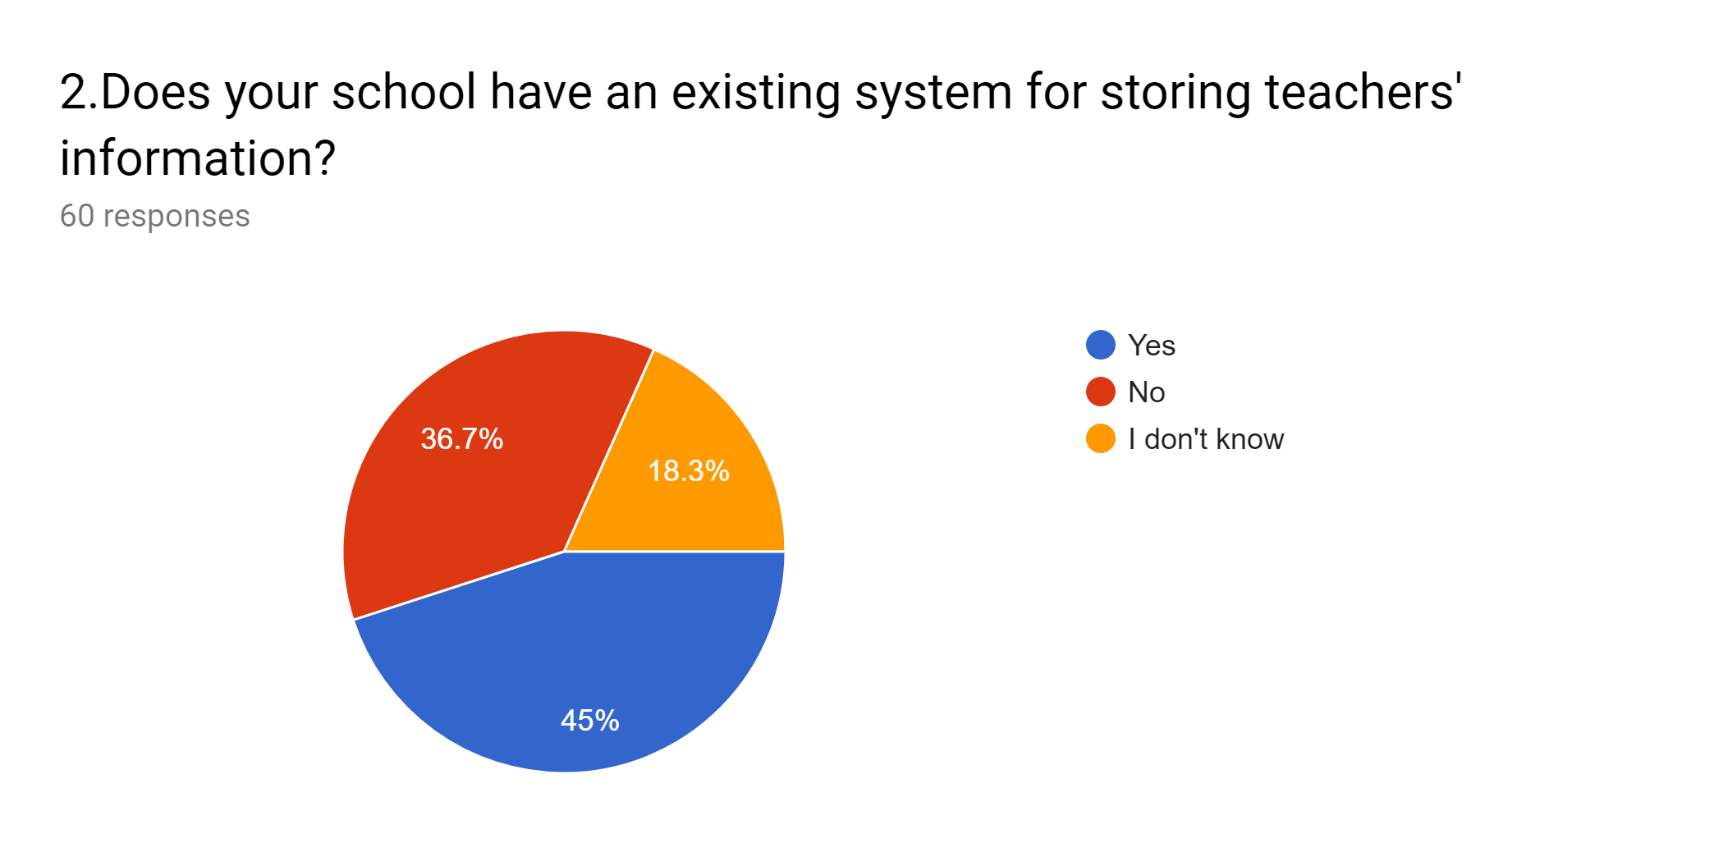 2.Does your school have an existing system for storing teachers'
information?
60 responses
Yes
No
I don't know
36.7%
18.3%
45%